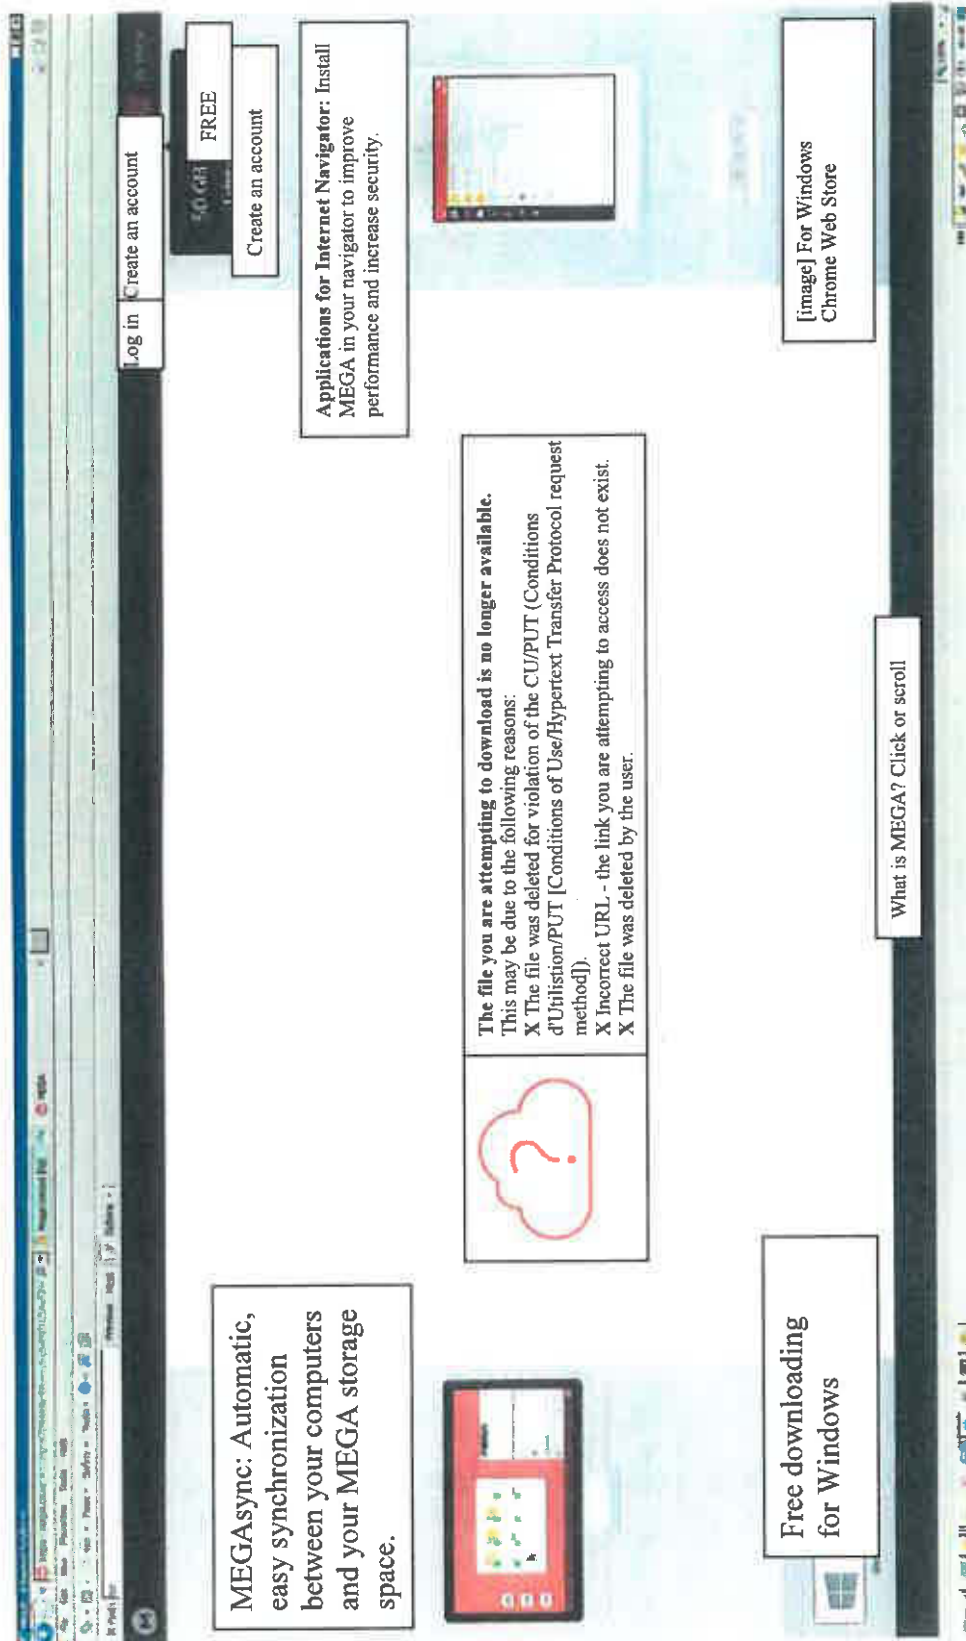 Log in
Create an account
50 GB
FREE
Create an account
MEGAsync: Automatic,
easy synchronization
between your computers
and your MEGA storage
space.
Applications for Internet Navigator: Install
MEGA in your navigator to improve
performance and increase security.
The file you are attempting to download is no longer available.
This may be due to the following reasons:
X The file was deleted for violation of the CU/PUT (Conditions
d'Utilistion/PUT [Conditions of Use/Hypertext Transfer Protocol request
method]).
X Incorrect URL - the link you are attempting to access does not exist.
X The file was deleted by the user.
Free downloading
for Windows
[image] For Windows
Chrome Web Store
What is MEGA? Click or scroll